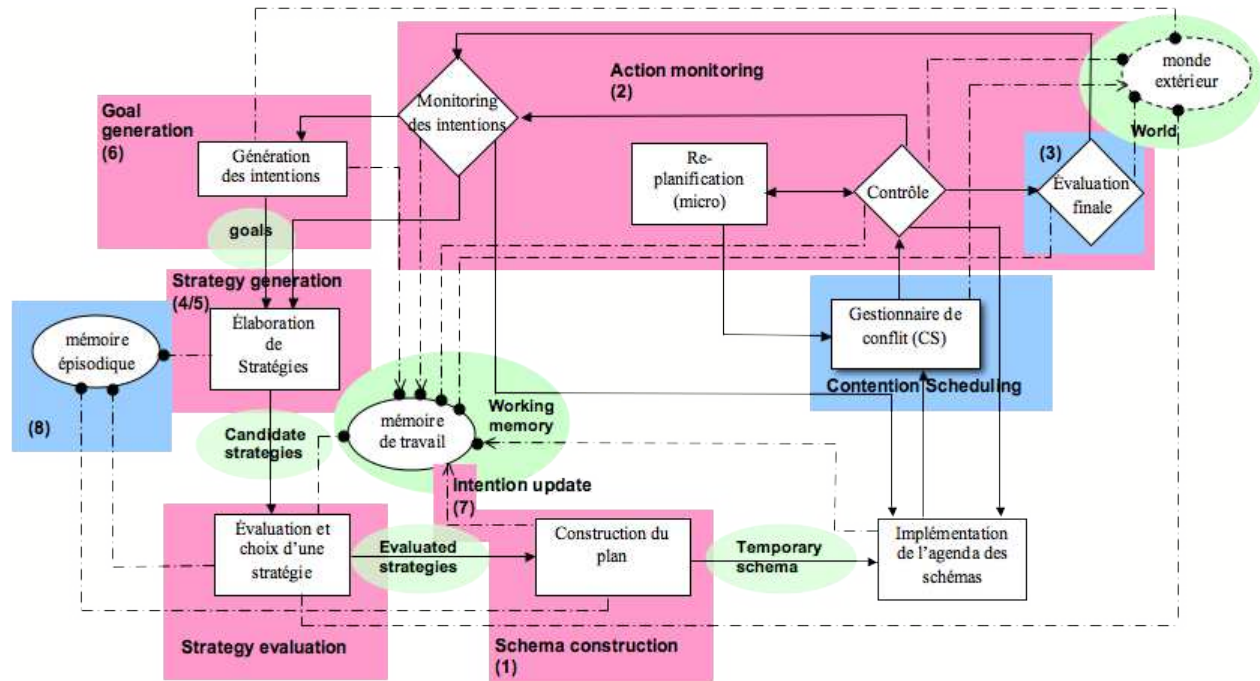 Goal
generation
(6)
Génération
des intentions
goals
Monitoring
des intentions
Action monitoring
(2)
Re-
planification
(micro)
Contrôle
(3)
Évaluation
finale
monde
extérieur
World
Strategy generation
(4/5)
Élaboration
de
Stratégies
mémoire
épisodique
(8)
Gestionnaire de
conflit (CS)
Contention Scheduling
Candidate
strategies
mémoire
de travail
Working
memory
Intention update
(7)
Évaluation et
choix d'une
stratégie
Evaluated
strategies
Construction du
plan
Temporary
schema
Implémentation
de l'agenda des
schémas
Strategy evaluation
Schema construction
(1)